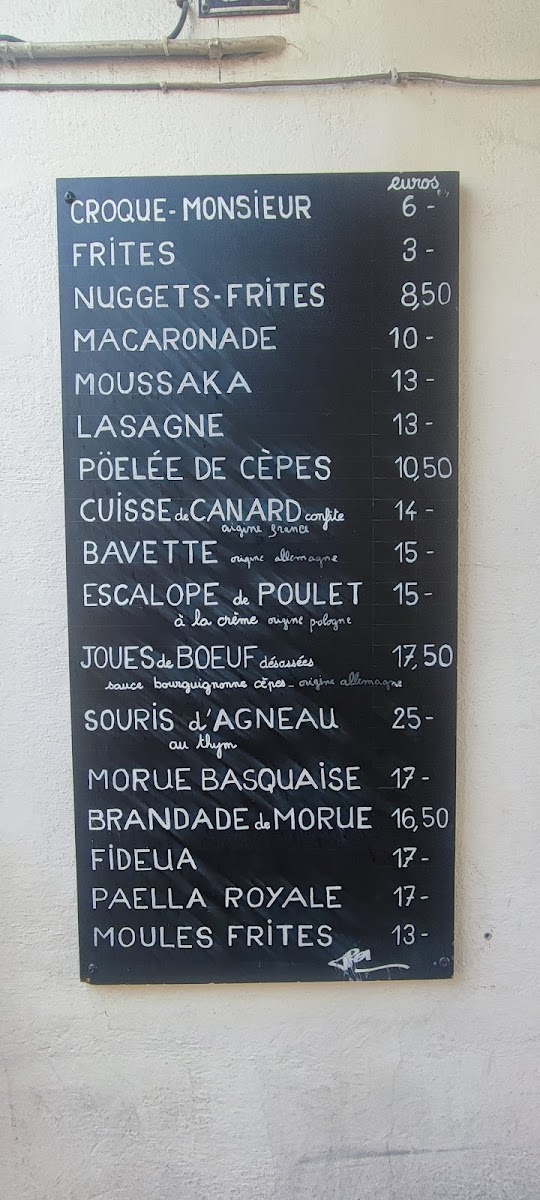 euros
CROQUE-MONSIEUR 6 -
FRITES 3 -
NUGGETS-FRITES 8,50
MACARONADE 10 -
MOUSSAKA 13 -
LASAGNE 13 -
PÖELÉE DE CÈPES 10,50
CUISSE de CANARD confite 14 -
origine france
BAVETTE origine allemagne 15 -
ESCALOPE de POULET 15 -
à la crème origine pologne
JOUES de BOEUF désossées 17,50
sauce bourguignonne cèpes - origine allemagne
SOURIS d'AGNEAU 25 -
au thym
MORUE BASQUAISE 17 -
BRANDADE de MORUE 16,50
FIDEUA 17 -
PAELLA ROYALE 17 -
MOULES FRITES 13 -